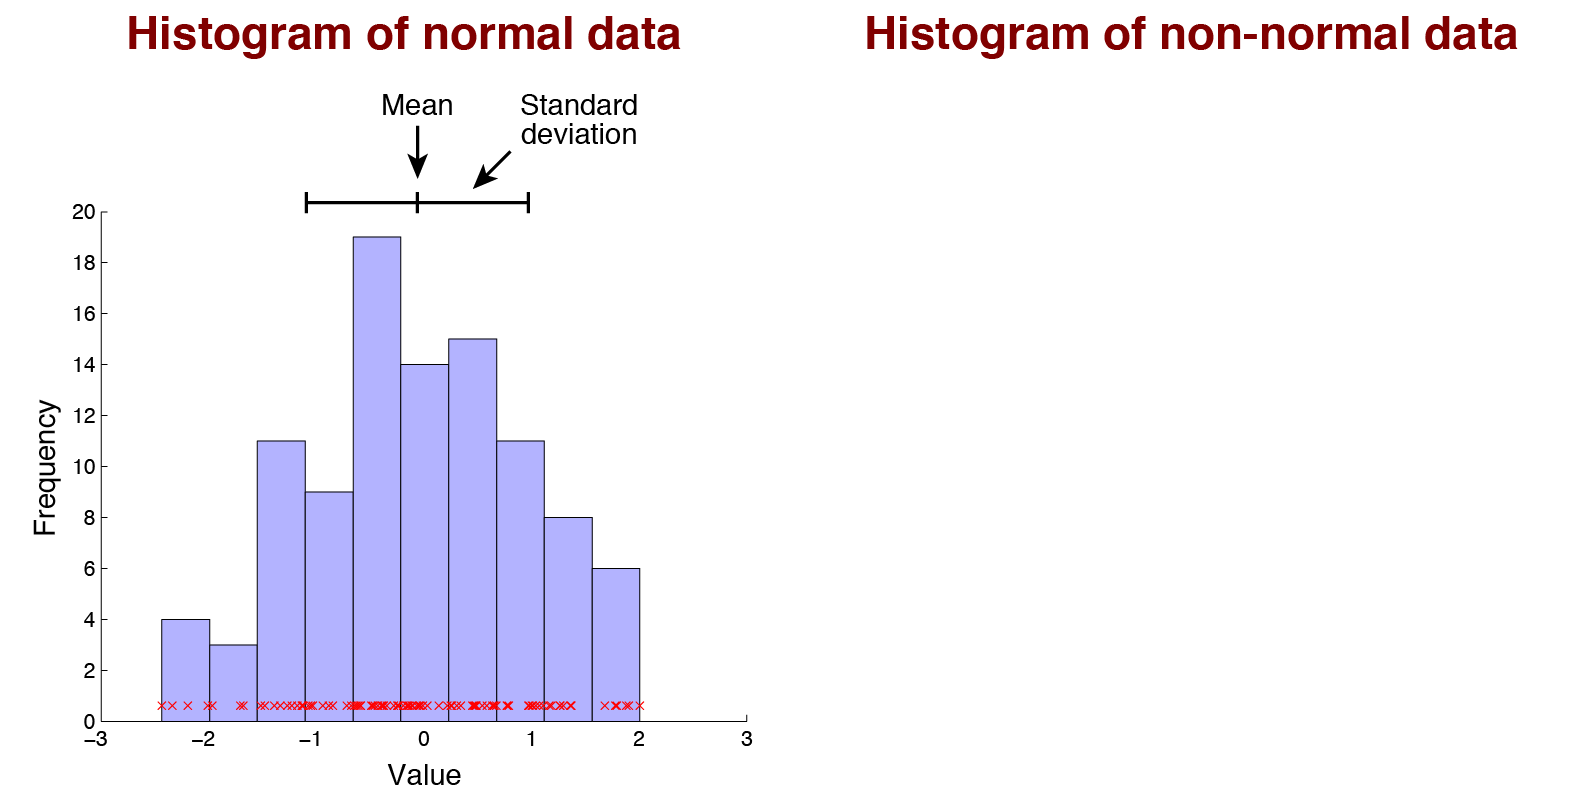 Histogram of normal data
Histogram of non-normal data
Mean
Standard
deviation
20
18
16
14
12
10
8
6
4
2
0
Frequency
−3 −2 −1 0 1 2 3
Value